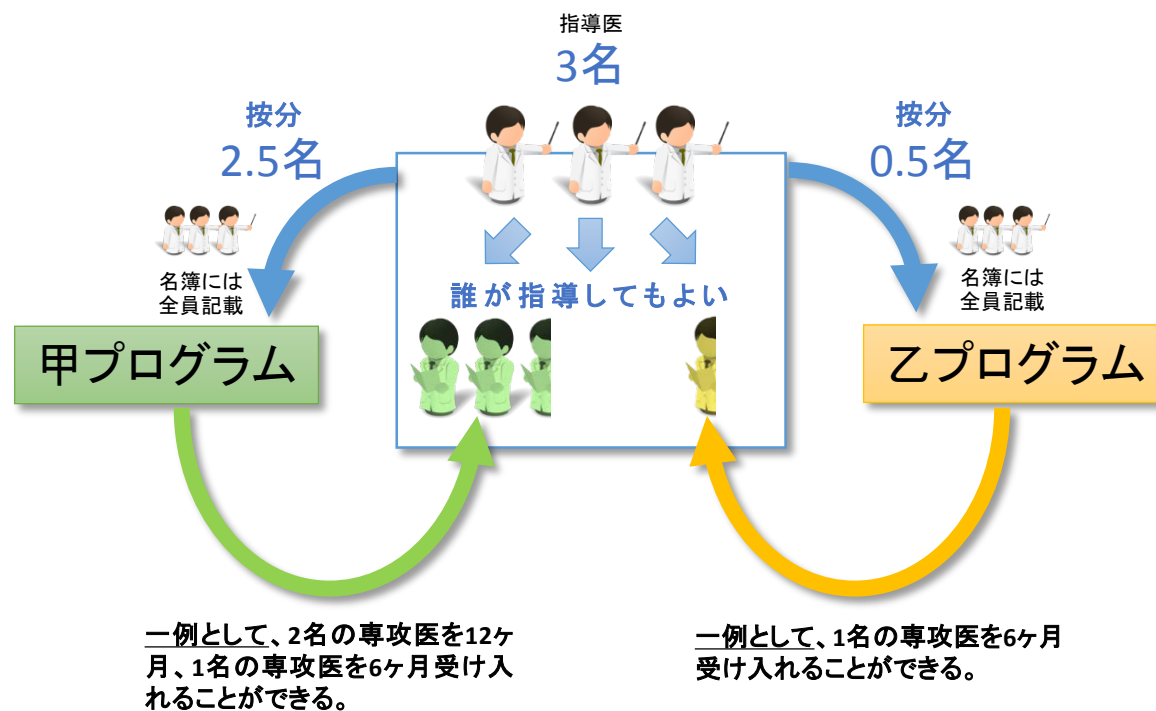 指導医
3名
按分
2.5名
按分
0.5名
名簿には
全員記載
名簿には
全員記載
誰が指導してもよい
甲プログラム
乙プログラム
一例として、2名の専攻医を12ヶ
月、1名の専攻医を6ヶ月受け入
れることができる。
一例として、1名の専攻医を6ヶ月
受け入れることができる。